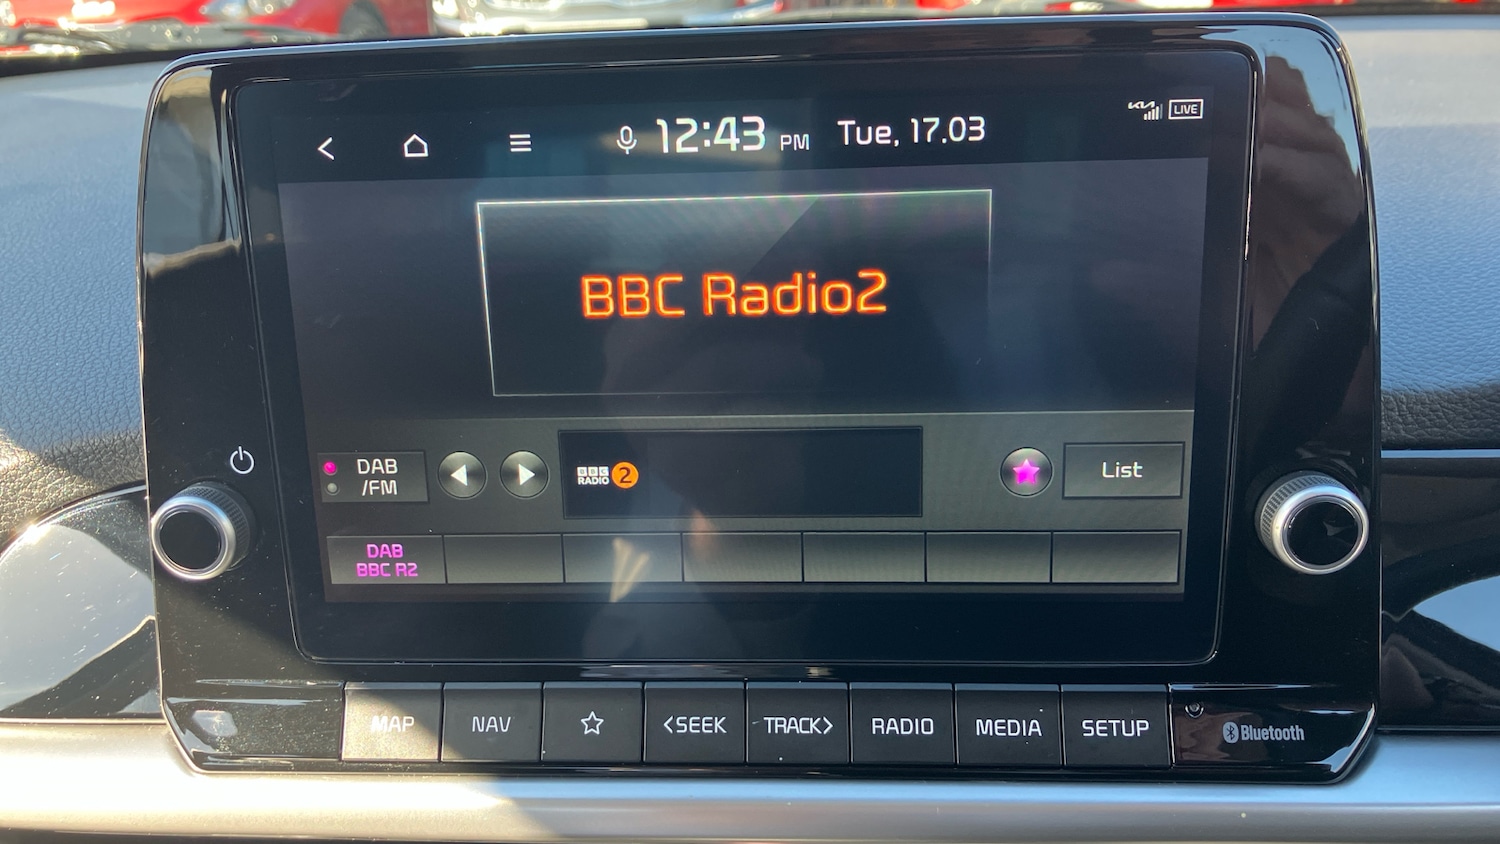 12:43 PM Tue, 17.03
KIA LIVE
BBC Radio2
DAB
/FM
BBC
RADIO 2
List
DAB
BBC R2
MAP NAV <SEEK TRACK> RADIO MEDIA SETUP
Bluetooth